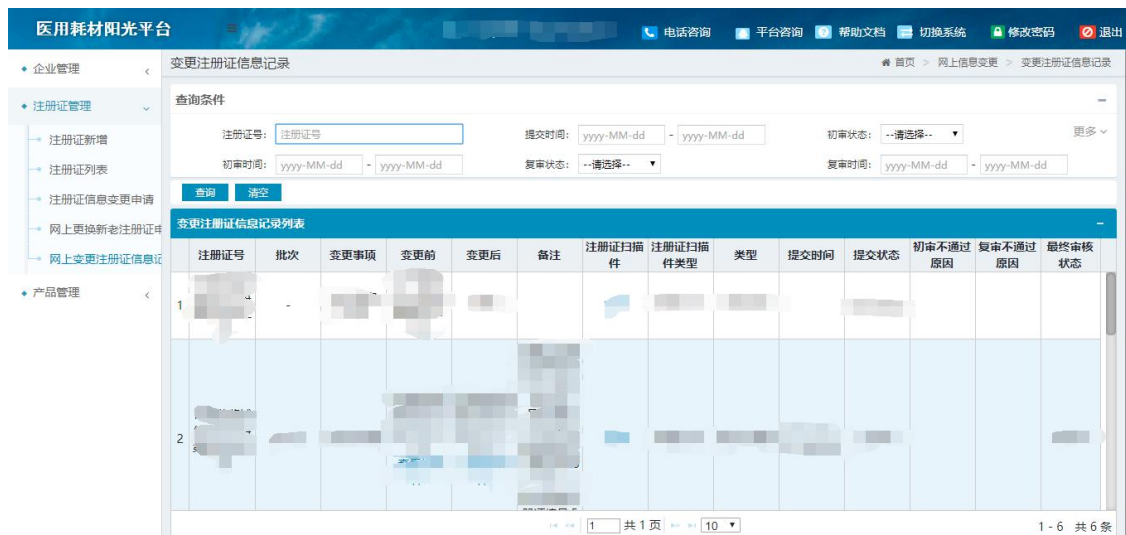 医用耗材阳光平台 电话咨询 平台咨询 帮助文档 切换系统 修改密码 退出
企业管理
注册证管理
注册证新增
注册证列表
注册证信息变更申请
网上更换新老注册证申
网上变更注册证信息记
产品管理
变更注册证信息记录 首页 > 网上信息变更 > 变更注册证信息记录
查询条件
注册证号: 注册证号 提交时间: yyyy-MM-dd - yyyy-MM-dd 初审状态: --请选择-- 更多
初审时间: yyyy-MM-dd - yyyy-MM-dd 复审状态: --请选择-- 复审时间: yyyy-MM-dd - yyyy-MM-dd
查询 清空
变更注册证信息记录列表
注册证号 批次 变更事项 变更前 变更后 备注 注册证扫描件 注册证扫描件类型 类型 提交时间 提交状态 初审不通过原因 复审不通过原因 最终审核状态
1 -
2
1 共 1 页 10 1 - 6 共 6 条